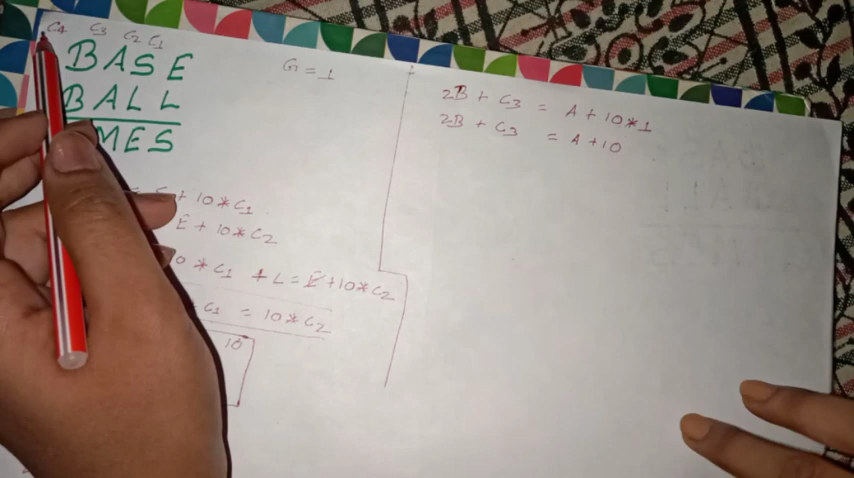 C4 C3 C2 C1
BASE
BALL
MES
G = 1
+ 10*C1
E + 10*C2
0 * C1 + L = E + 10*C2
C1 = 10*C2
10
2B + C3 = A + 10*1
2B + C3 = A + 10